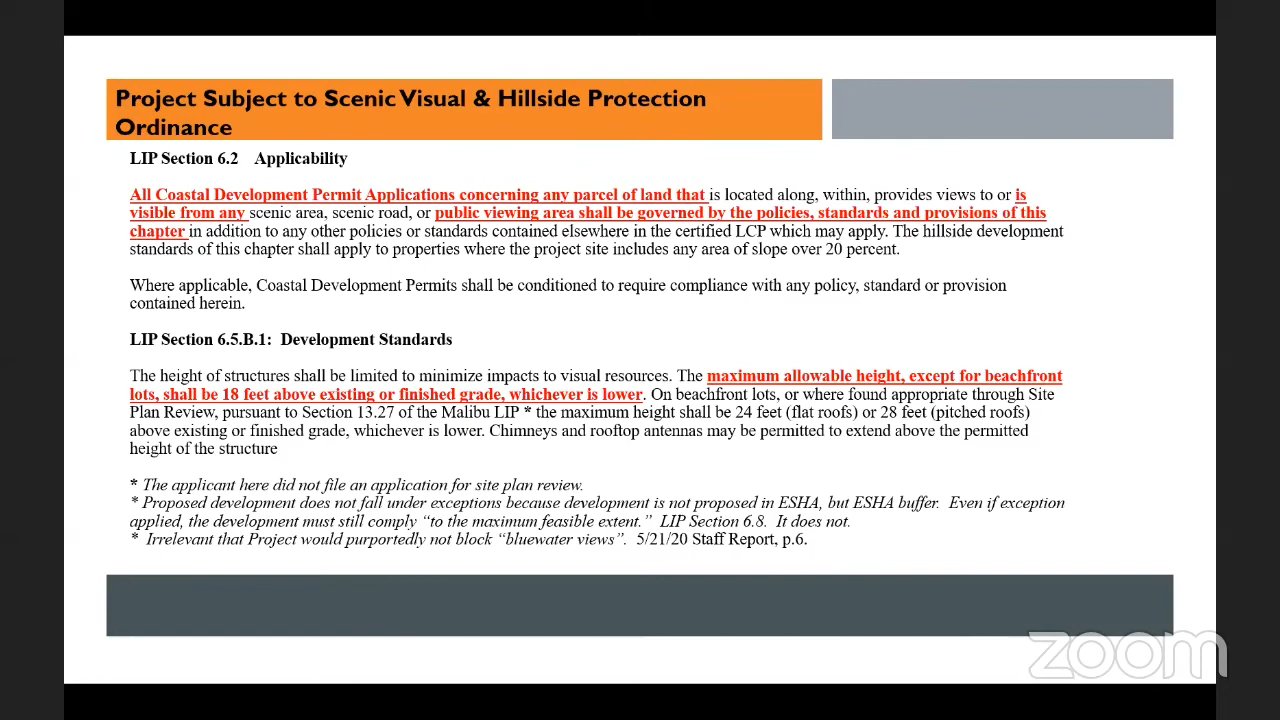 Project Subject to Scenic Visual & Hillside Protection
Ordinance
LIP Section 6.2 Applicability
All Coastal Development Permit Applications concerning any parcel of land that is located along, within, provides views to or is
visible from any scenic area, scenic road, or public viewing area shall be governed by the policies, standards and provisions of this
chapter in addition to any other policies or standards contained elsewhere in the certified LCP which may apply. The hillside development
standards of this chapter shall apply to properties where the project site includes any area of slope over 20 percent.
Where applicable, Coastal Development Permits shall be conditioned to require compliance with any policy, standard or provision
contained herein.
LIP Section 6.5.B.1: Development Standards
The height of structures shall be limited to minimize impacts to visual resources. The maximum allowable height, except for beachfront
lots, shall be 18 feet above existing or finished grade, whichever is lower. On beachfront lots, or where found appropriate through Site
Plan Review, pursuant to Section 13.27 of the Malibu LIP * the maximum height shall be 24 feet (flat roofs) or 28 feet (pitched roofs)
above existing or finished grade, whichever is lower. Chimneys and rooftop antennas may be permitted to extend above the permitted
height of the structure
* The applicant here did not file an application for site plan review.
* Proposed development does not fall under exceptions because development is not proposed in ESHA, but ESHA buffer. Even if exception
applied, the development must still comply “to the maximum feasible extent.” LIP Section 6.8. It does not.
* Irrelevant that Project would purportedly not block “bluewater views”. 5/21/20 Staff Report, p.6.
zoom